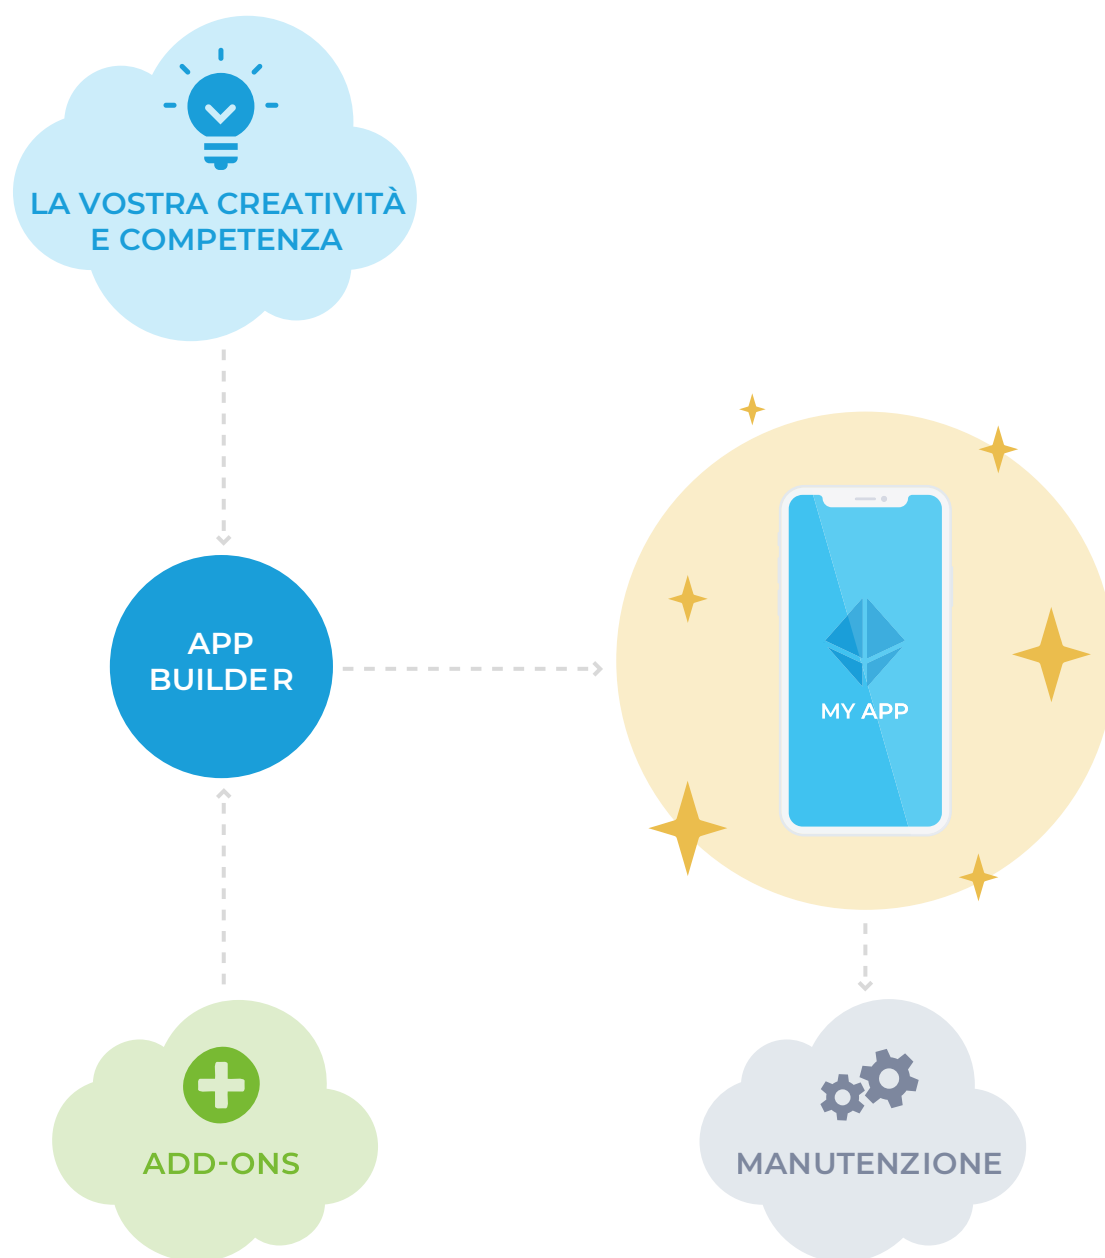 LA VOSTRA CREATIVITÀ
E COMPETENZA
APP
BUILDER
MY APP
ADD-ONS
MANUTENZIONE